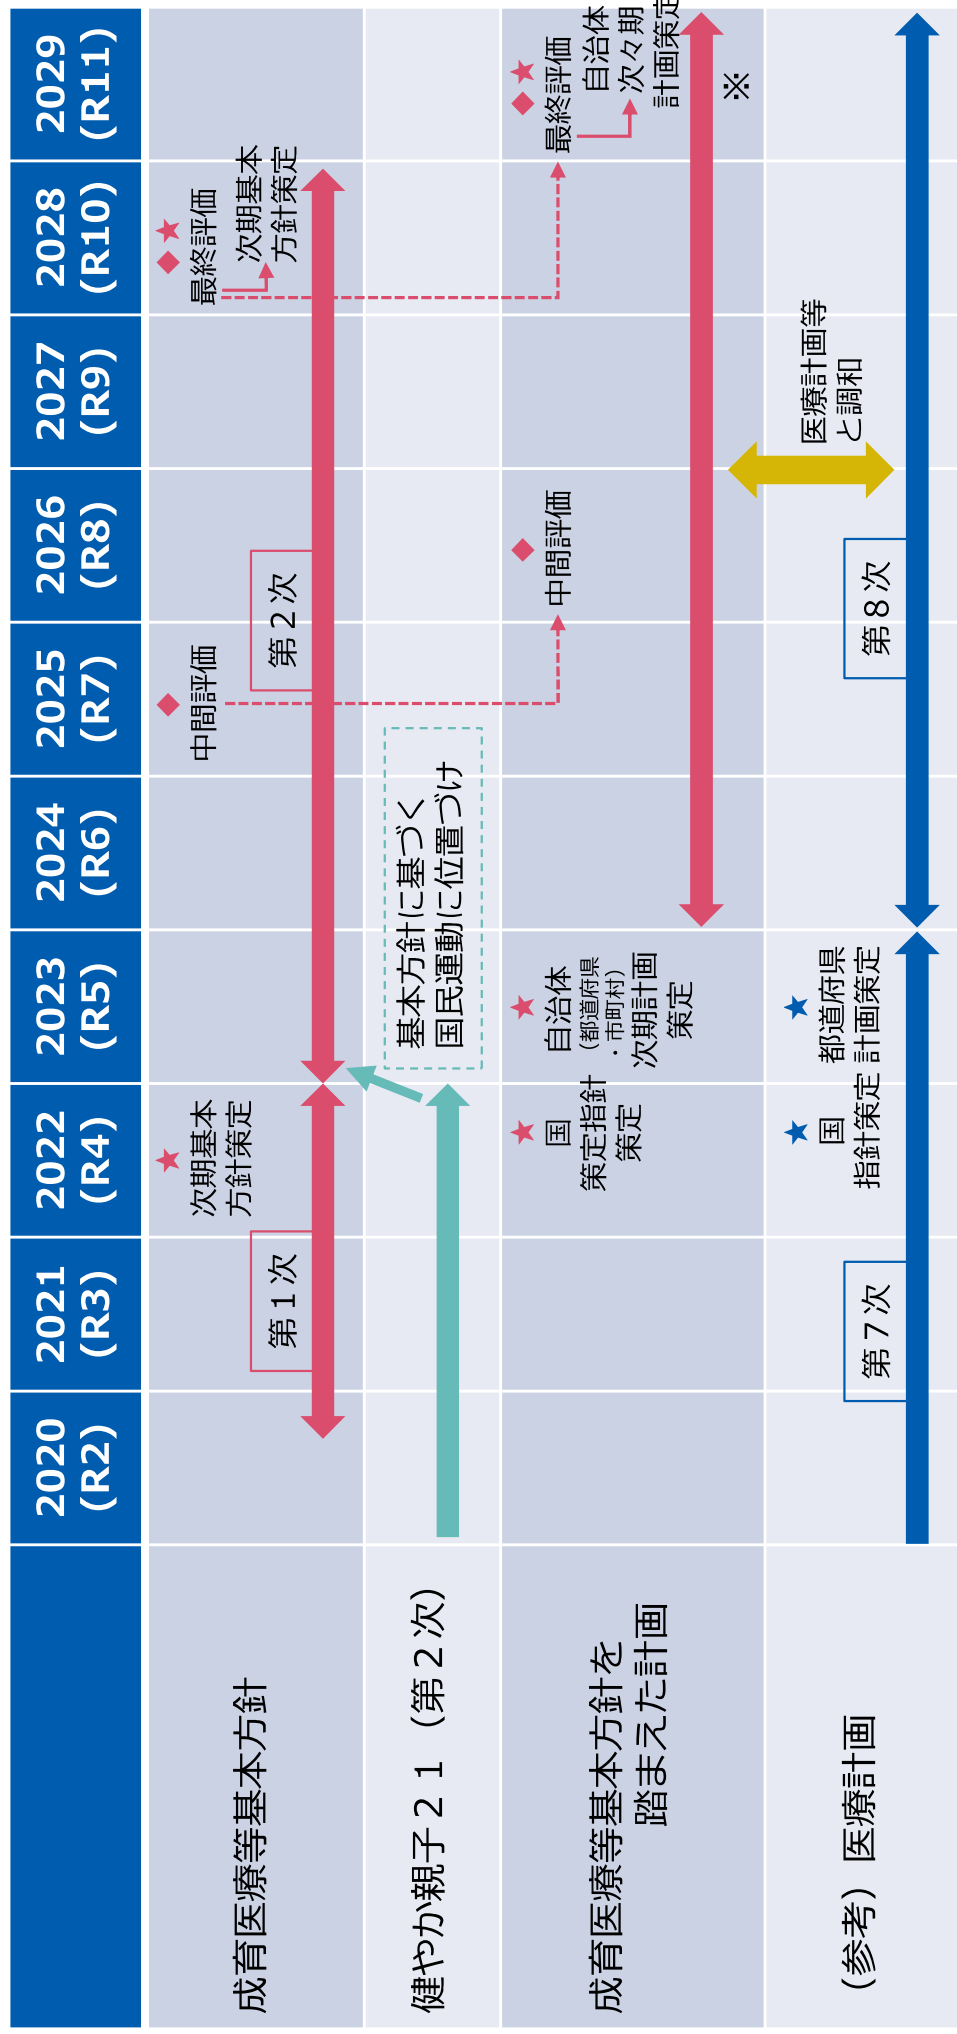 2020
(R2)
2021
(R3)
2022
(R4)
2023
(R5)
2024
(R6)
2025
(R7)
2026
(R8)
2027
(R9)
2028
(R10)
2029
(R11)
成育医療等基本方針
第１次
★
次期基本
方針策定
第２次
◆
中間評価
◆★
最終評価
次期基本
方針策定
健やか親子２１（第２次）
基本方針に基づく
国民運動に位置づけ
成育医療等基本方針を
踏まえた計画
★
国
策定指針
策定
★
自治体
（都道府県
・市町村）
次期計画
策定
◆
中間評価
◆★
最終評価
自治体
次々期
計画策定
※
（参考）医療計画
第７次
★
国
指針策定
★
都道府県
計画策定
第８次
医療計画等
と調和